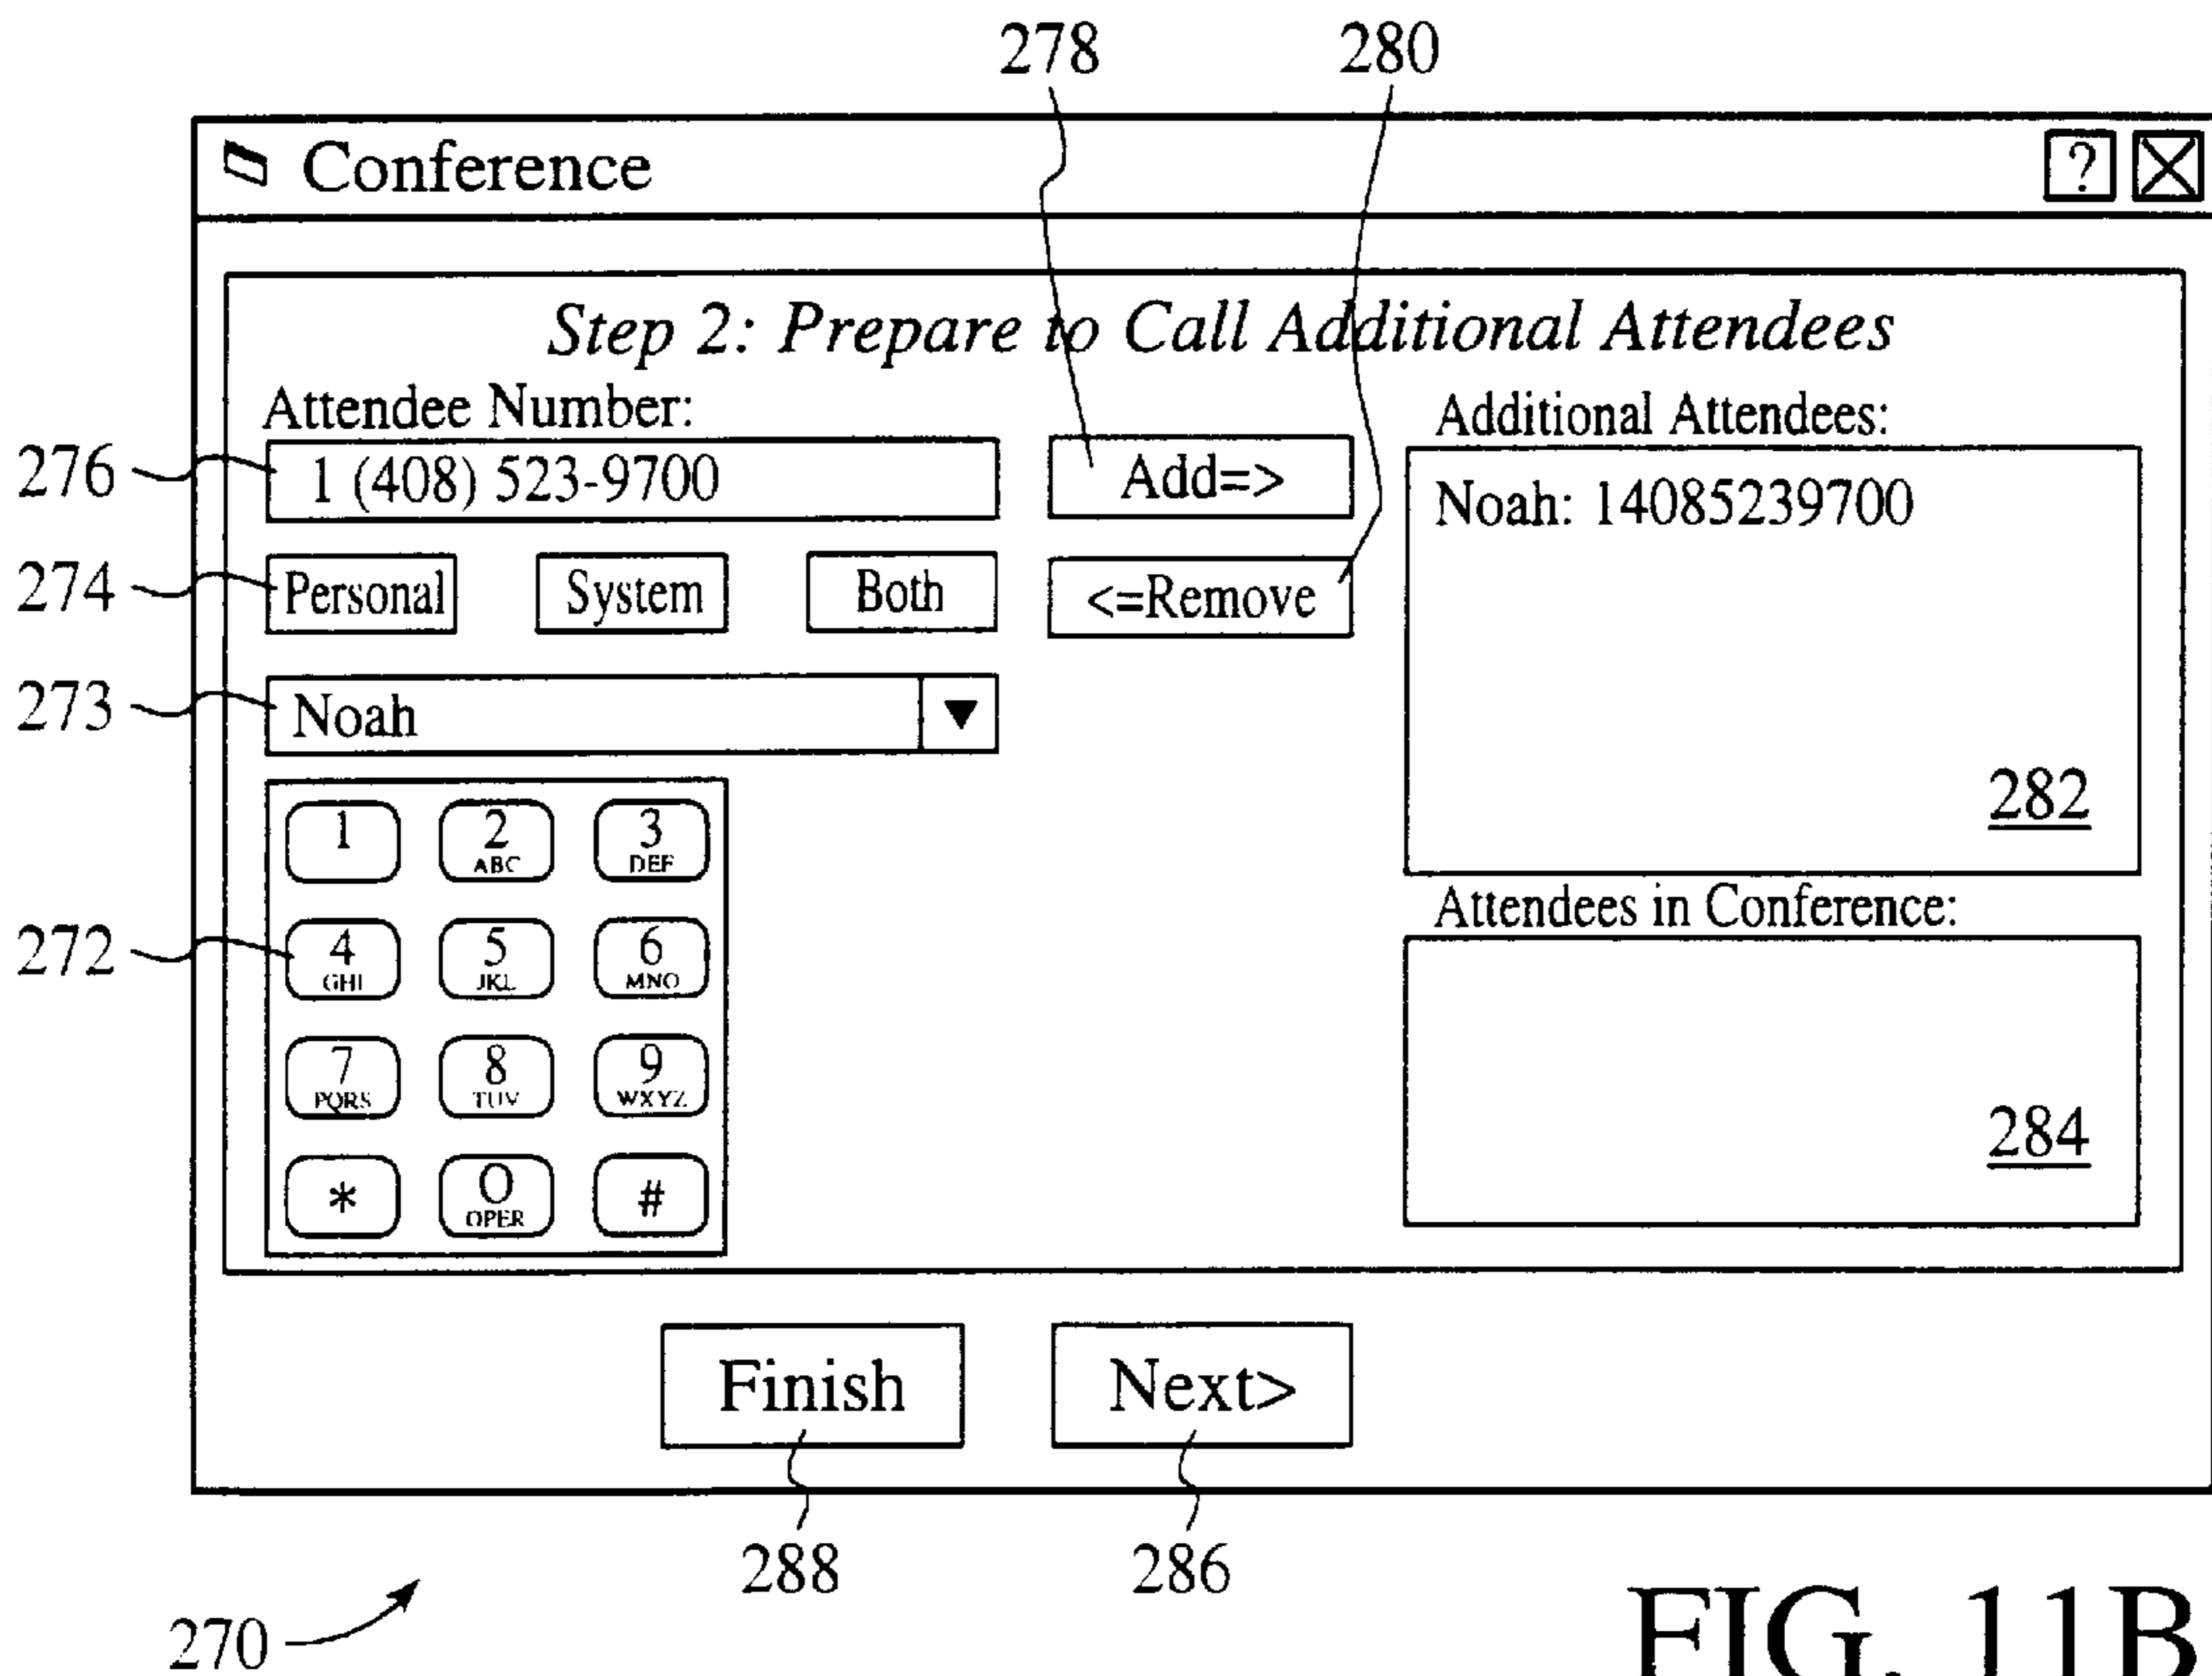 278 280
Conference ?
Step 2: Prepare to Call Additional Attendees
Attendee Number:
276 1 (408) 523-9700 Add=>
274 Personal System Both <=Remove
273 Noah
Additional Attendees:
Noah: 14085239700
282
1 2 ABC 3 DEF
272 4 GHI 5 JKL 6 MNO
7 PQRS 8 TUV 9 WXYZ
* 0 OPER #
Attendees in Conference:
284
Finish Next>
288 286
270
FIG. 11B